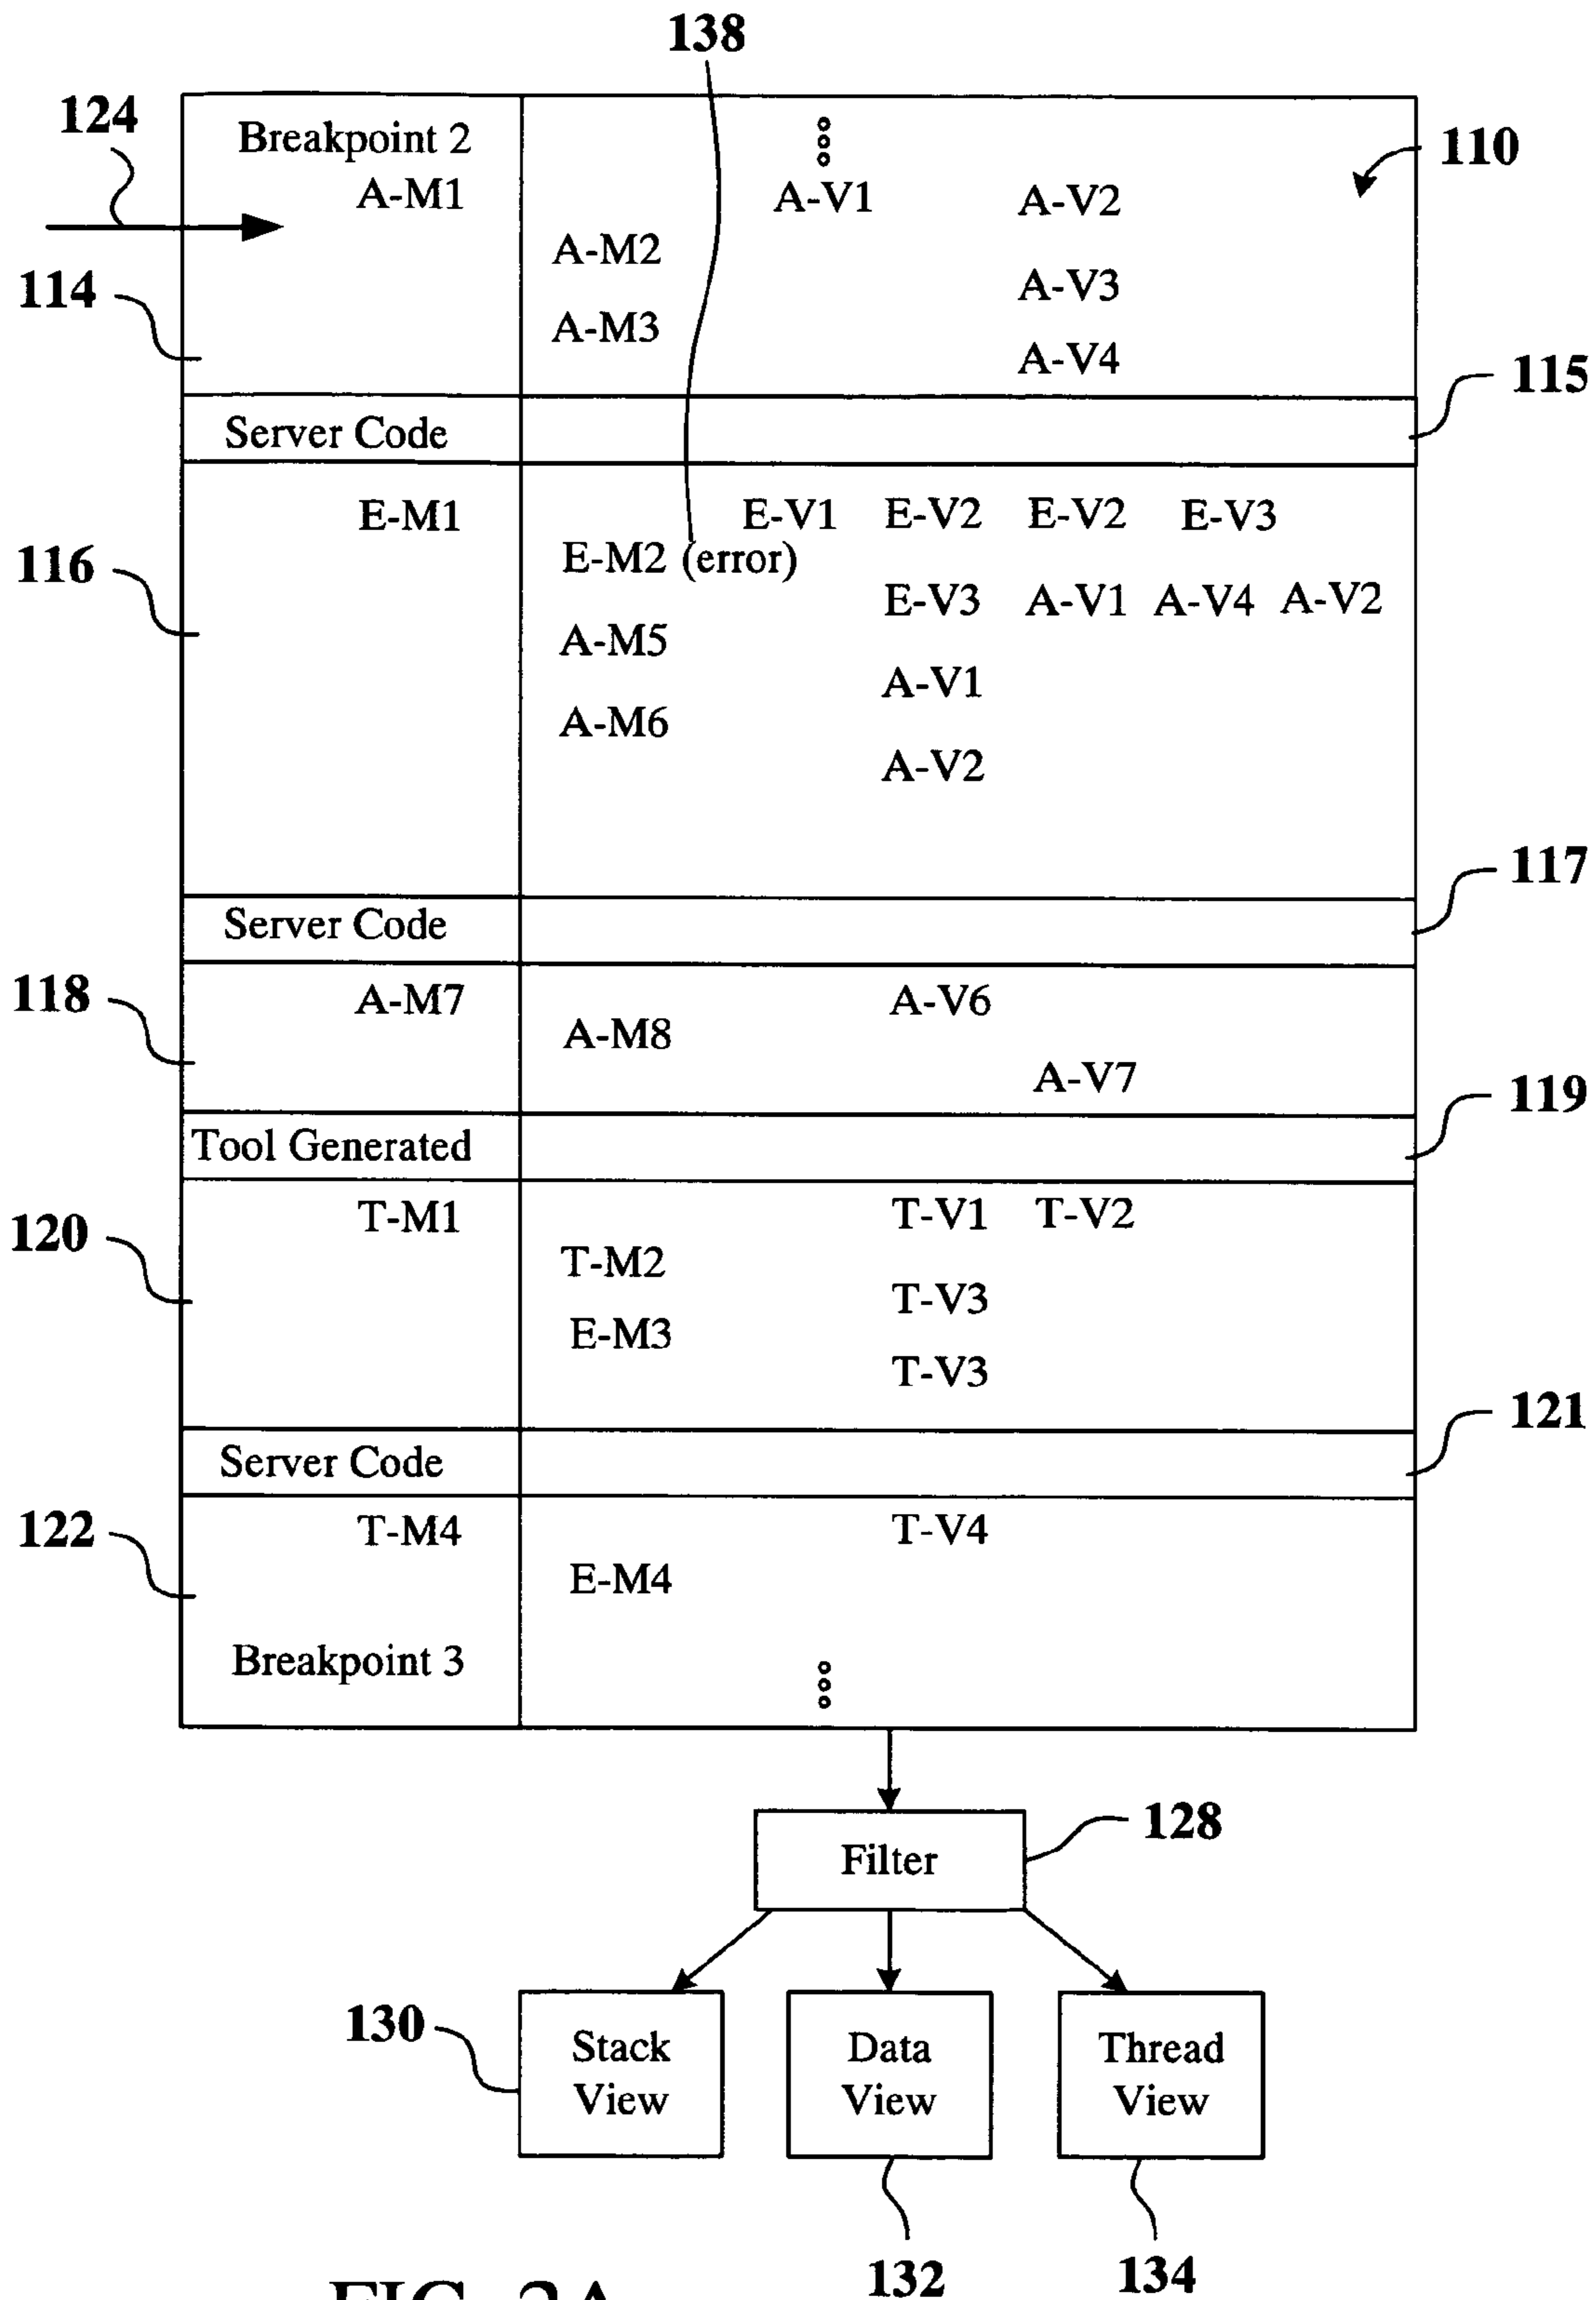 138
124
Breakpoint 2
110
A-M1 A-V1 A-V2
A-M2
114 A-V3
A-M3
A-V4
115
Server Code
E-M1 E-V1 E-V2 E-V2 E-V3
116 E-M2 (error)
E-V3 A-V1 A-V4 A-V2
A-M5
A-V1
A-M6
A-V2
117
Server Code
118 A-M7 A-V6
A-M8
A-V7
119
Tool Generated
T-M1 T-V1 T-V2
120
T-M2
T-V3
E-M3
T-V3
121
Server Code
122 T-M4 T-V4
E-M4
Breakpoint 3
128
Filter
130
Stack View
Data View
Thread View
132 134
FIG. 2A